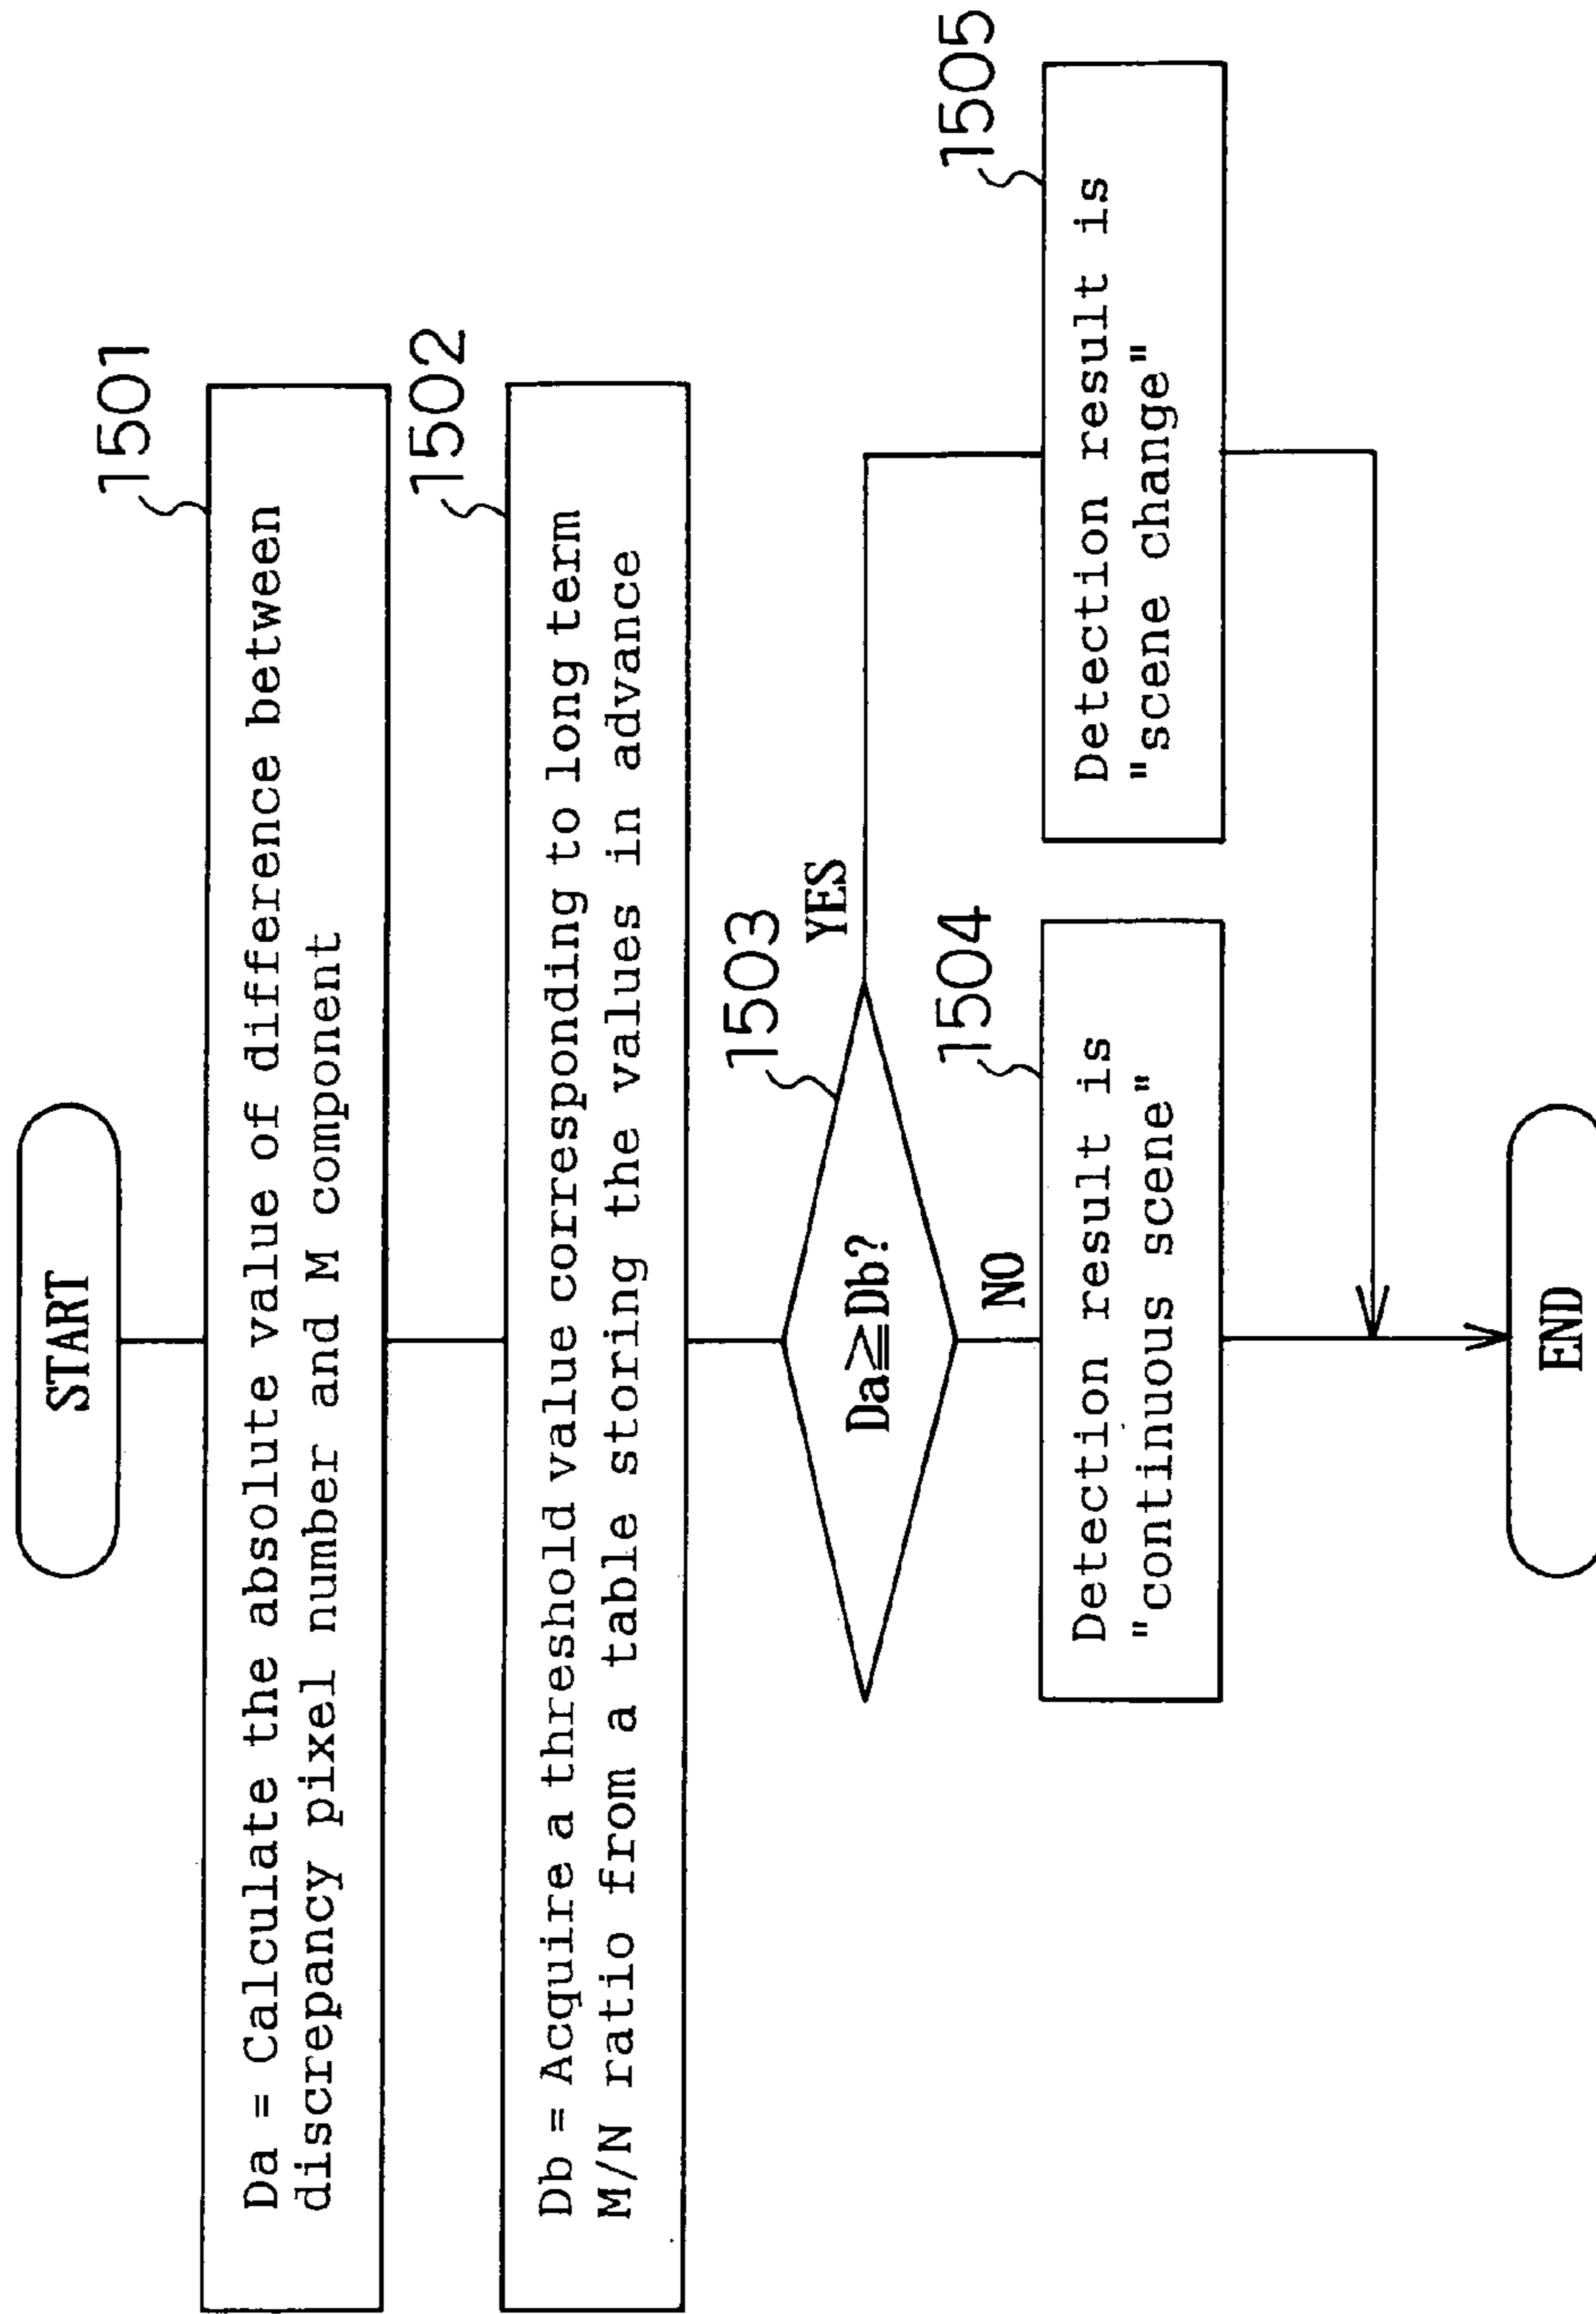 START
1501
Da = Calculate the absolute value of difference between
discrepancy pixel number and M component
1502
Db = Acquire a threshold value corresponding to long term
M/N ratio from a table storing the values in advance
1503
Da≧Db?
YES
NO
1504
Detection result is
"continuous scene"
1505
Detection result is
"scene change"
END